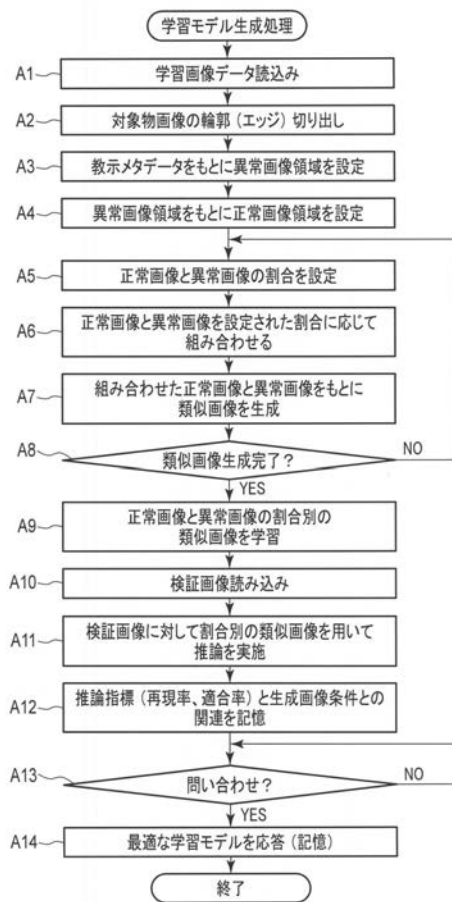 学習モデル生成処理
A1
学習画像データ読込み
A2
対象物画像の輪郭（エッジ）切り出し
A3
教示メタデータをもとに異常画像領域を設定
A4
異常画像領域をもとに正常画像領域を設定
A5
正常画像と異常画像の割合を設定
A6
正常画像と異常画像を設定された割合に応じて
組み合わせる
A7
組み合わせた正常画像と異常画像をもとに
類似画像を生成
A8
類似画像生成完了？
NO
YES
A9
正常画像と異常画像の割合別の
類似画像を学習
A10
検証画像読み込み
A11
検証画像に対して割合別の類似画像を用いて
推論を実施
A12
推論指標（再現率、適合率）と生成画像条件との
関連を記憶
A13
問い合わせ？
NO
YES
A14
最適な学習モデルを応答（記憶）
終了